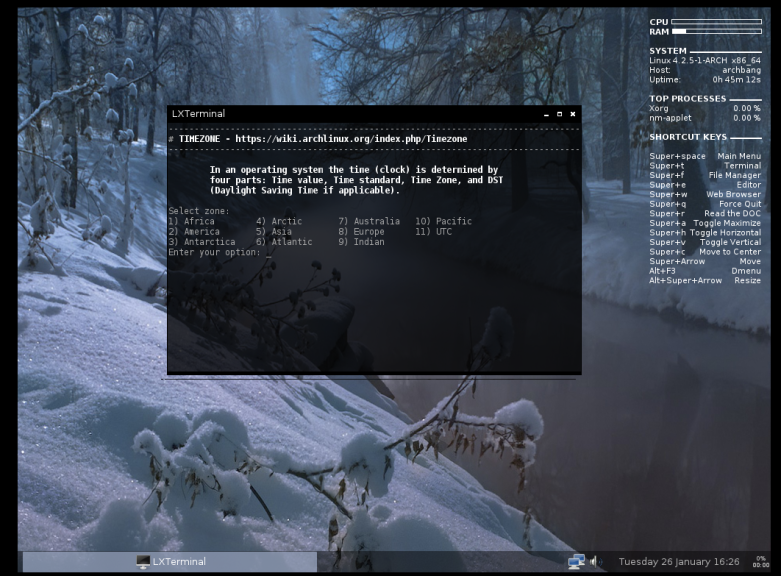 LXTerminal
# TIMEZONE - https://wiki.archlinux.org/index.php/Timezone
In an operating system the tine (clock) is determined by
four parts: Time value, Time standard, Time Zone, and DST
(Daylight Saving Time if applicable).
Select zone:
1) Africa 4) Arctic 7) Australia 10) Pacific
2) America 5) Asia 8) Europe 11) UTC
3) Antarctica 6) Atlantic 9) Indian
Enter your option: _
CPU
RAM
SYSTEM
Linux 4.2.5-1-ARCH x86_64
Host: archbang
Uptime: 0h 45m 12s
TOP PROCESSES
Xorg 0.00 %
nm-applet 0.00 %
SHORTCUT KEYS
Super+space Main Menu
Super+t Terminal
Super+f File Manager
Super+e Editor
Super+w Web Browser
Super+q Force Quit
Super+r Read the DOC
Super+a Toggle Maximize
Super+h Toggle Horizontal
Super+v Toggle Vertical
Super+c Move to Center
Super+Arrow Move
Alt+F3 Dmenu
Alt+Super+Arrow Resize
LXTerminal
Tuesday 26 January 16:26
0%
00:00